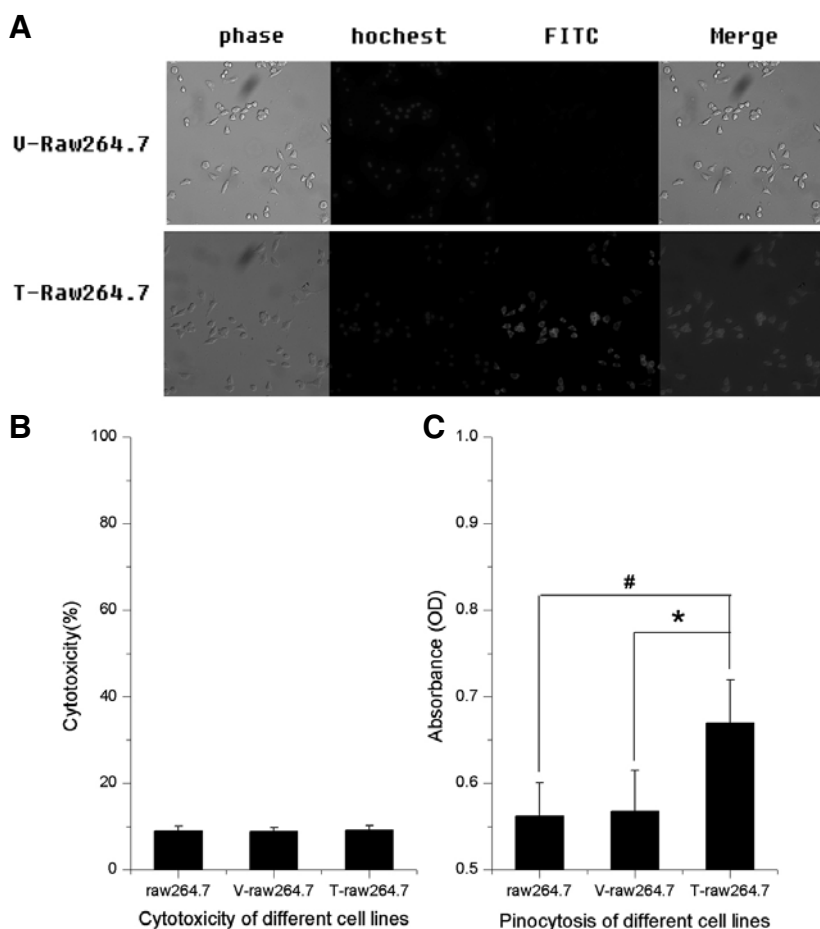 A
phase hochest FITC Merge
V-Raw264.7
T-Raw264.7
B
100
80
60
40
20
0
Cytotoxicity(%)
raw264.7 V-raw264.7 T-raw264.7
Cytotoxicity of different cell lines
C
1.0
0.9
0.8
0.7
0.6
0.5
Absorbance (OD)
#
*
raw264.7 V-raw264.7 T-raw264.7
Pinocytosis of different cell lines